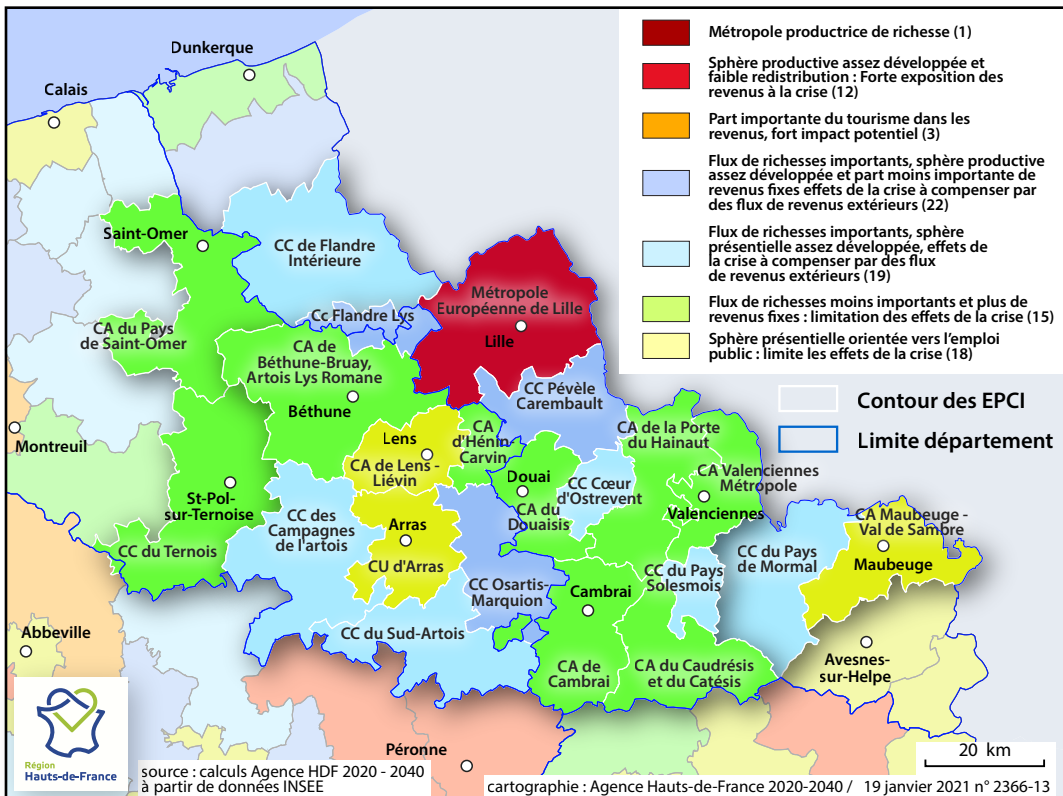 Dunkerque
Calais
Saint-Omer
CC de Flandre
Intérieure
Cc Flandre Lys
Métropole
Européenne de Lille
Lille
CA du Pays
de Saint-Omer
CA de
Béthune-Bruay,
Artois Lys Romane
Béthune
CC Pévèle
Carembault
Montreuil
Lens
CA de Lens -
Liévin
CA
d'Hénin-
Carvin
CA de la Porte
du Hainaut
Douai
CA du
Douaisis
CC Cœur
d'Ostrevent
CA Valenciennes
Métropole
Valenciennes
St-Pol-
sur-Ternoise
CC du Ternois
CC des
Campagnes
de l'artois
Arras
CU d'Arras
CC Osartis-
Marquion
CC du Pays
Solesmois
CC du Pays
de Mormal
CA Maubeuge -
Val de Sambre
Maubeuge
Cambrai
CC du Sud-Artois
CA de
Cambrai
CA du Caudrésis
et du Catésis
Avesnes-
sur-Helpe
Abbeville
Péronne
Métropole productrice de richesse (1)
Sphère productive assez développée et
faible redistribution : Forte exposition des
revenus à la crise (12)
Part importante du tourisme dans les
revenus, fort impact potentiel (3)
Flux de richesses importants, sphère productive
assez développée et part moins importante de
revenus fixes effets de la crise à compenser par
des flux de revenus extérieurs (22)
Flux de richesses importants, sphère
présentielle assez développée, effets de
la crise à compenser par des flux
de revenus extérieurs (19)
Flux de richesses moins importants et plus de
revenus fixes : limitation des effets de la crise (15)
Sphère présentielle orientée vers l'emploi
public : limite les effets de la crise (18)
Contour des EPCI
Limite département
20 km
Région
Hauts-de-France
source : calculs Agence HDF 2020 - 2040
à partir de données INSEE
cartographie : Agence Hauts-de-France 2020-2040 / 19 janvier 2021 n° 2366-13